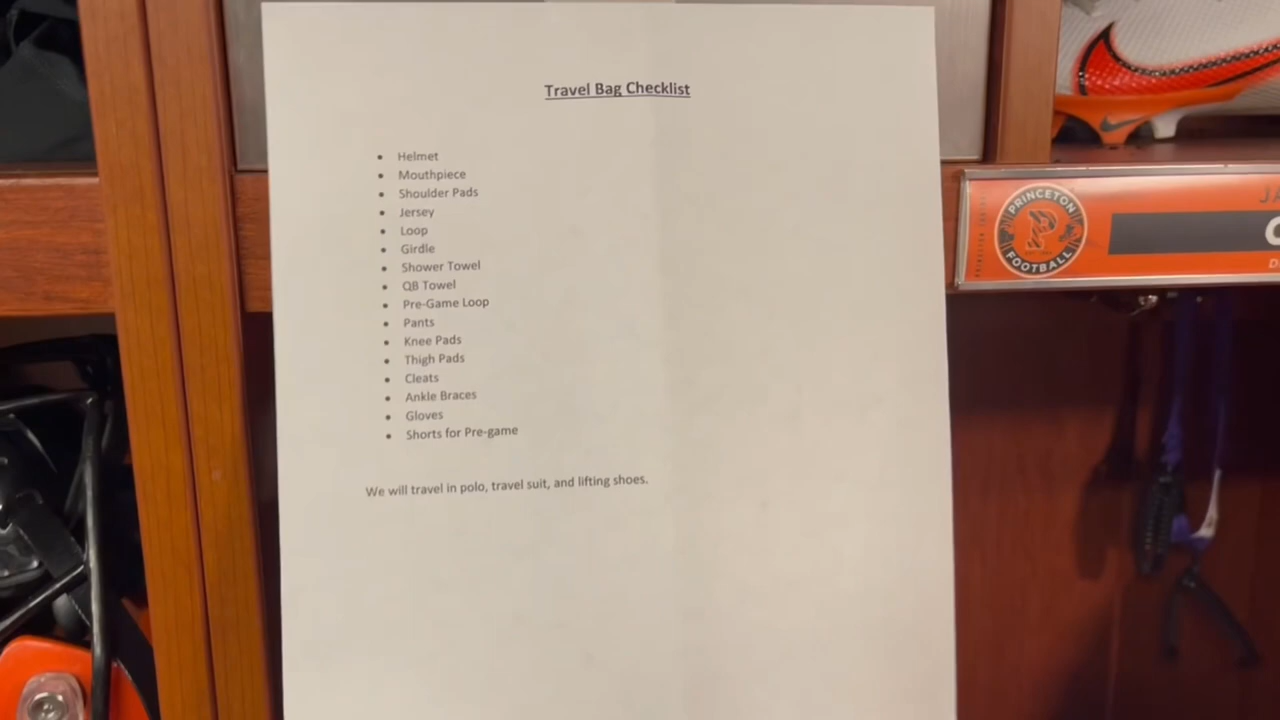 Travel Bag Checklist
• Helmet
• Mouthpiece
• Shoulder Pads
• Jersey
• Loop
• Girdle
• Shower Towel
• QB Towel
• Pre-Game Loop
• Pants
• Knee Pads
• Thigh Pads
• Cleats
• Ankle Braces
• Gloves
• Shorts for Pre-game
We will travel in polo, travel suit, and lifting shoes.
PRINCETON
P
FOOTBALL
JA